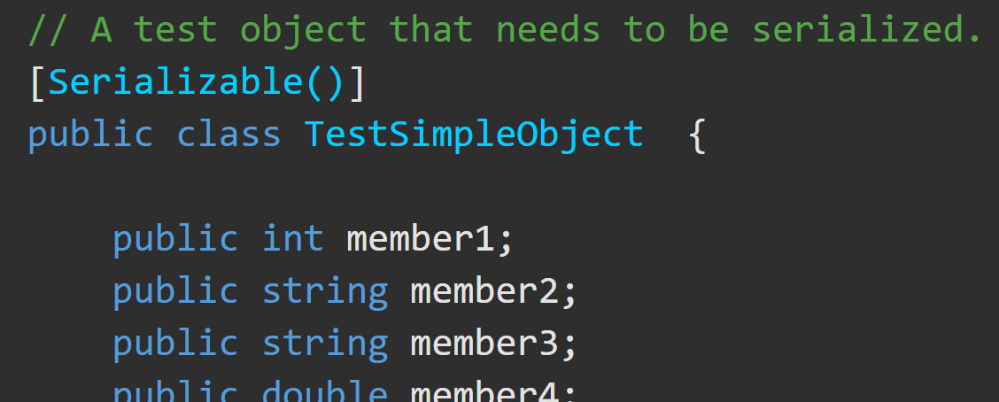 // A test object that needs to be serialized.
[Serializable()]
public class TestSimpleObject  {
public int member1;
public string member2;
public string member3;
public double member4;